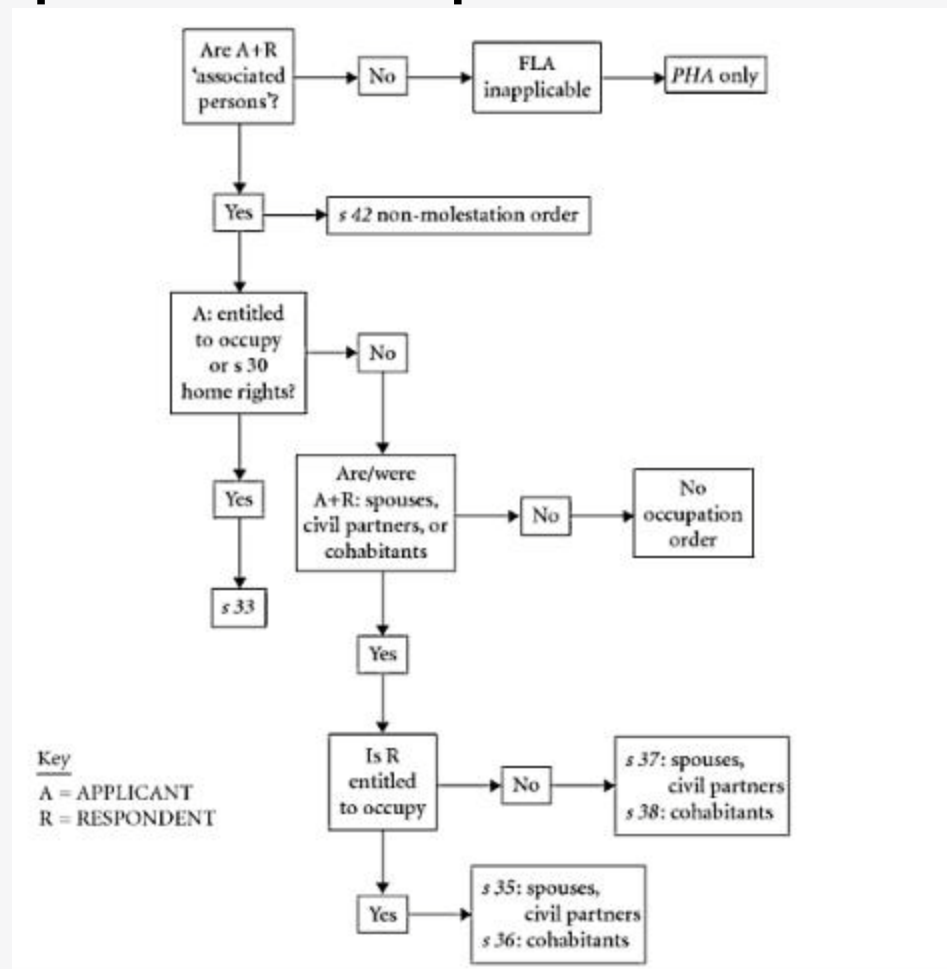 Are A+R
'associated
persons'?
No
FLA
inapplicable
PHA only
Yes
s 42 non-molestation order
A: entitled
to occupy
or s 30
home rights?
No
Yes
s 33
Are/were
A+R: spouses,
civil partners, or
cohabitants
No
No
occupation
order
Yes
Is R
entitled
to occupy
No
s 37: spouses,
civil partners
s 38: cohabitants
Yes
s 35: spouses,
civil partners
s 36: cohabitants
Key
A = APPLICANT
R = RESPONDENT